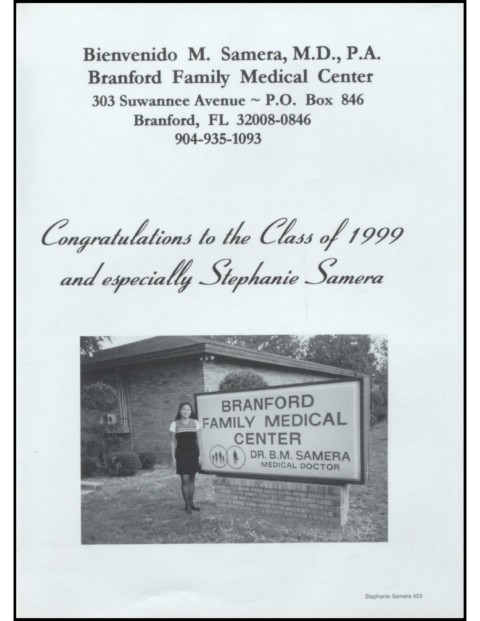 Bienvenido M. Samera, M.D., P.A.
Branford Family Medical Center
303 Suwannee Avenue ~ P.O. Box 846
Branford, FL 32008-0846
904-935-1093
Congratulations to the Class of 1999
and especially Stephanie Samera
BRANFORD
FAMILY MEDICAL
CENTER
DR. B.M. SAMERA
MEDICAL DOCTOR
Stephanie Samera 453